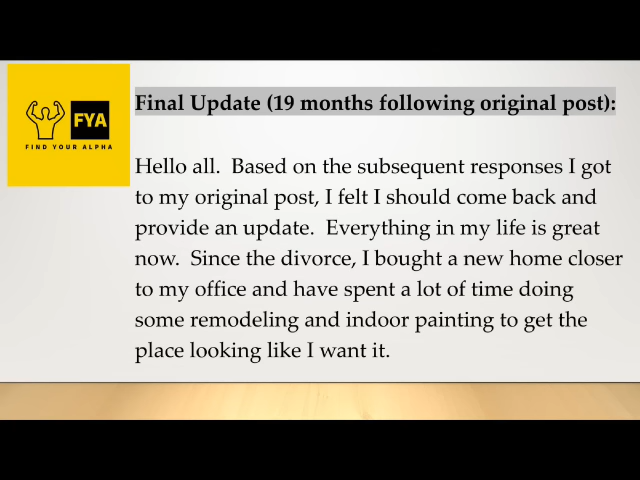 FYA
FIND YOUR ALPHA
Final Update (19 months following original post):
Hello all.  Based on the subsequent responses I got
to my original post, I felt I should come back and
provide an update.  Everything in my life is great
now.  Since the divorce, I bought a new home closer
to my office and have spent a lot of time doing
some remodeling and indoor painting to get the
place looking like I want it.